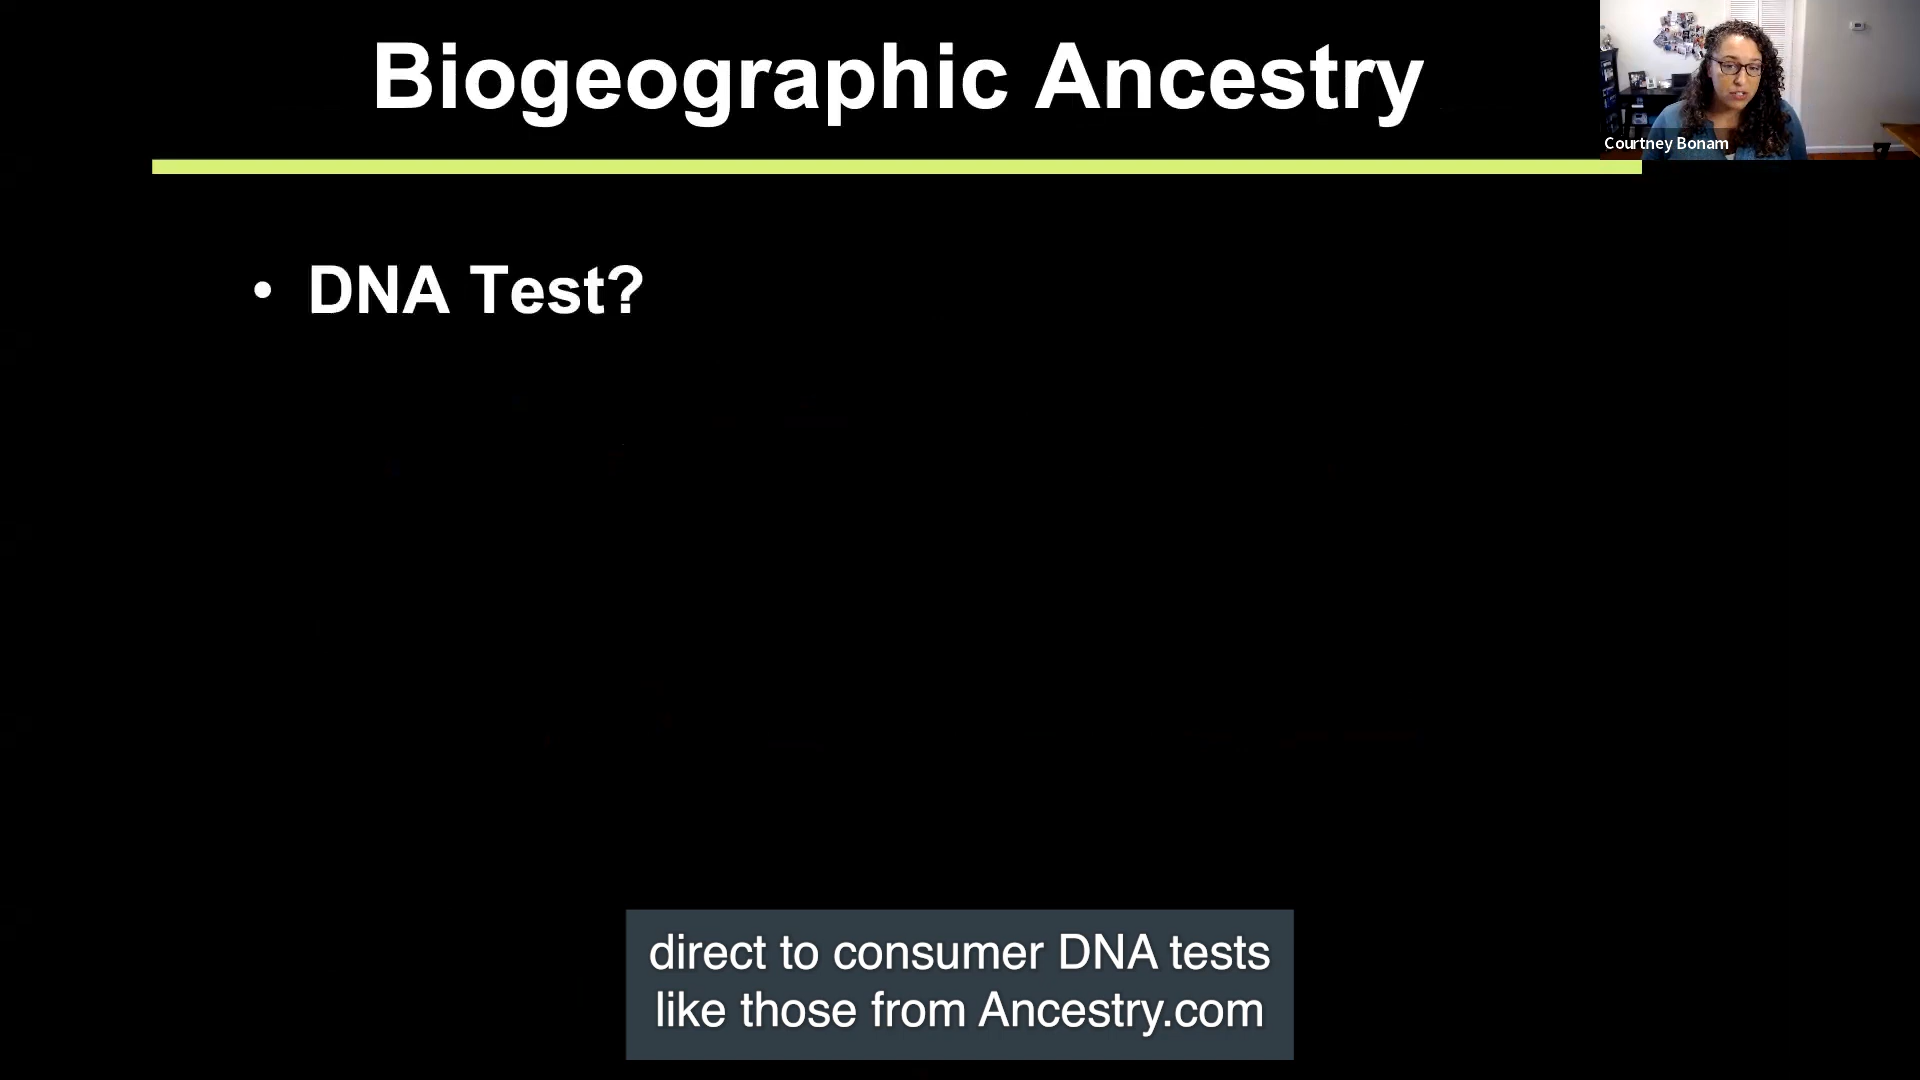 Biogeographic Ancestry
Courtney Bonam
• DNA Test?
direct to consumer DNA tests
like those from Ancestry.com